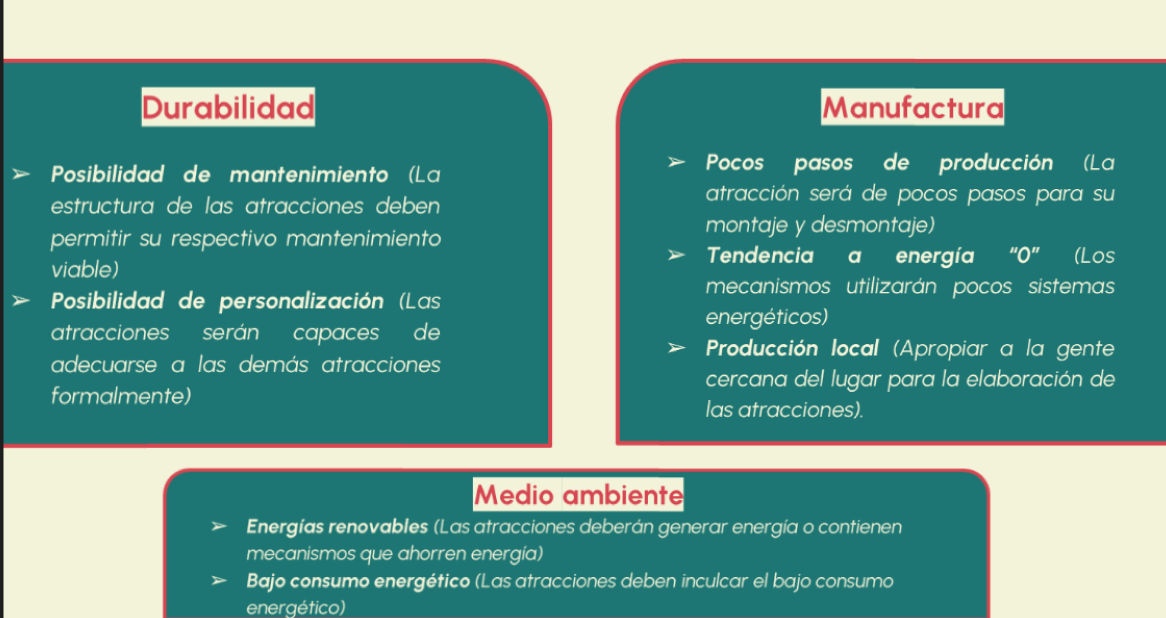 Durabilidad
➢ Posibilidad de mantenimiento (La
estructura de las atracciones deben
permitir su respectivo mantenimiento
viable)
➢ Posibilidad de personalización (Las
atracciones serán capaces de
adecuarse a las demás atracciones
formalmente)
Manufactura
➢ Pocos pasos de producción (La
atracción será de pocos pasos para su
montaje y desmontaje)
➢ Tendencia a energía “0” (Los
mecanismos utilizarán pocos sistemas
energéticos)
➢ Producción local (Apropiar a la gente
cercana del lugar para la elaboración de
las atracciones).
Medio ambiente
➢ Energías renovables (Las atracciones deberán generar energía o contienen
mecanismos que ahorren energía)
➢ Bajo consumo energético (Las atracciones deben inculcar el bajo consumo
energético)